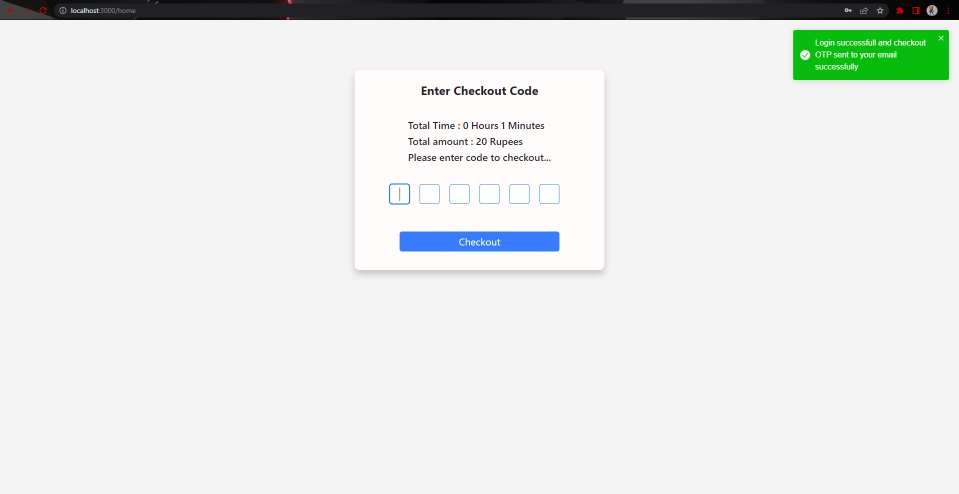 localhost:3000/home
Login successfull and checkout
OTP sent to your email
successfully
Enter Checkout Code
Total Time : 0 Hours 1 Minutes
Total amount : 20 Rupees
Please enter code to checkout...
Checkout